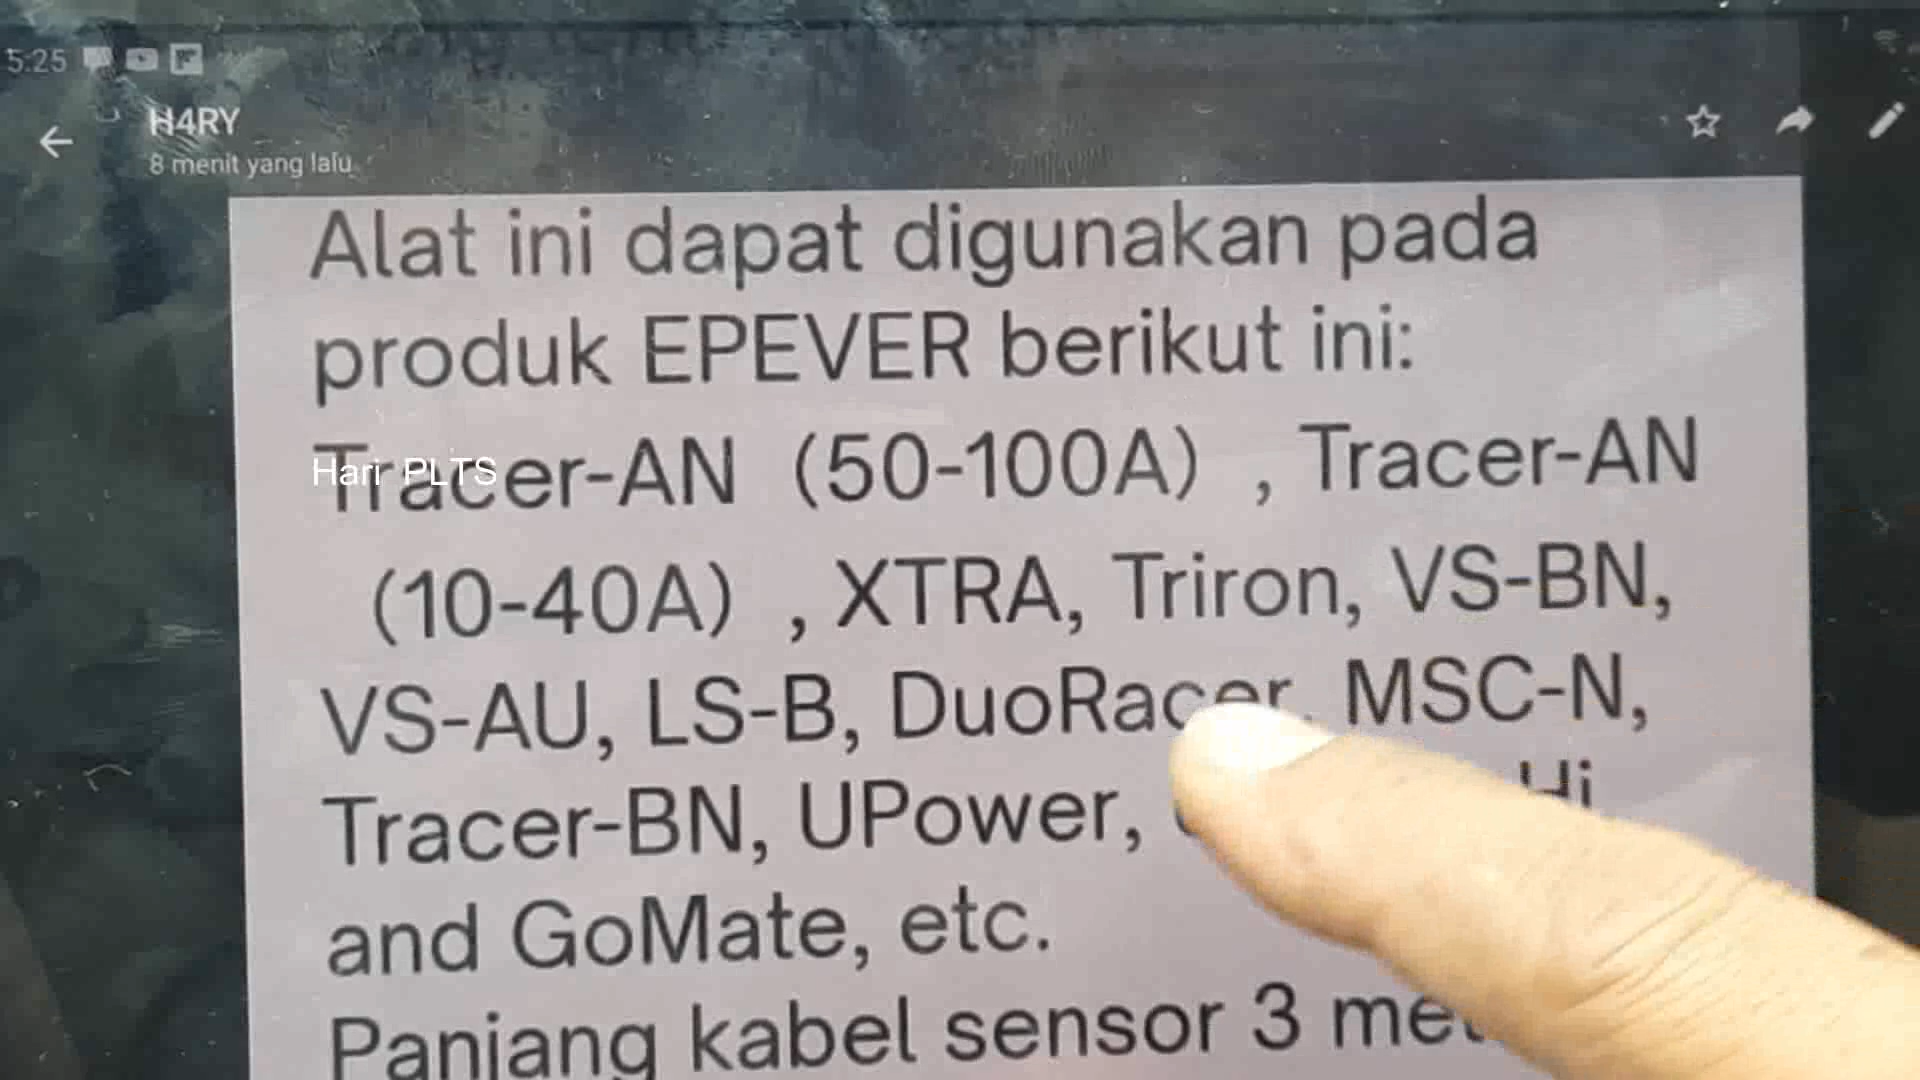 5:25
H4RY
8 menit yang lalu
Alat ini dapat digunakan pada
produk EPEVER berikut ini:
Tracer-AN (50-100A) , Tracer-AN
Hari PLTS
(10-40A) , XTRA, Triron, VS-BN,
VS-AU, LS-B, DuoRacer, MSC-N,
Tracer-BN, UPower, Hi
and GoMate, etc.
Panjang kabel sensor 3